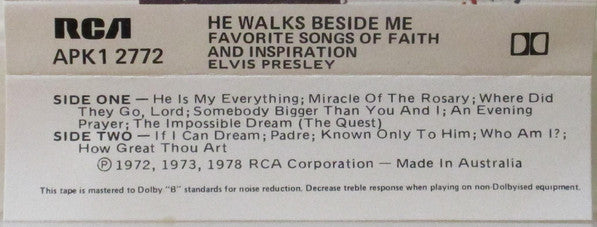 RCA
APK1 2772
HE WALKS BESIDE ME
FAVORITE SONGS OF FAITH
AND INSPIRATION
ELVIS PRESLEY
SIDE ONE — He Is My Everything; Miracle Of The Rosary; Where Did
They Go, Lord; Somebody Bigger Than You And I; An Evening
Prayer; The Impossible Dream (The Quest)
SIDE TWO — If I Can Dream; Padre; Known Only To Him; Who Am I?;
How Great Thou Art
Ⓟ 1972, 1973, 1978 RCA Corporation — Made In Australia
This tape is mastered to Dolby "B" standards for noise reduction. Decrease treble response when playing on non-Dolbyised equipment.